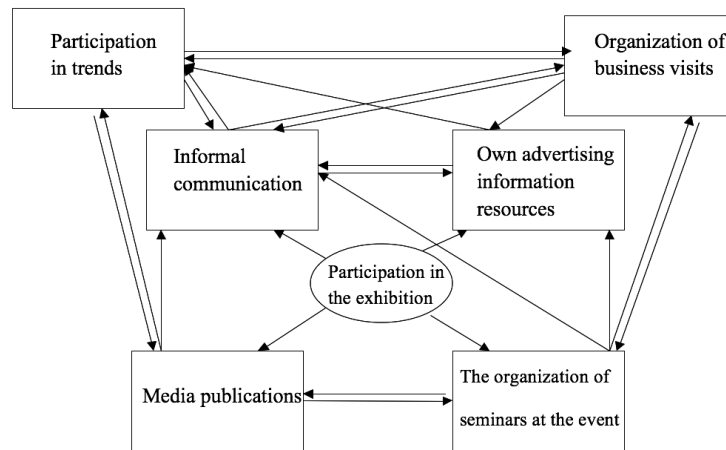 Participation
in trends
Organization of
business visits
Informal
communication
Own advertising
information
resources
Participation in
the exhibition
Media publications
The organization of
seminars at the event